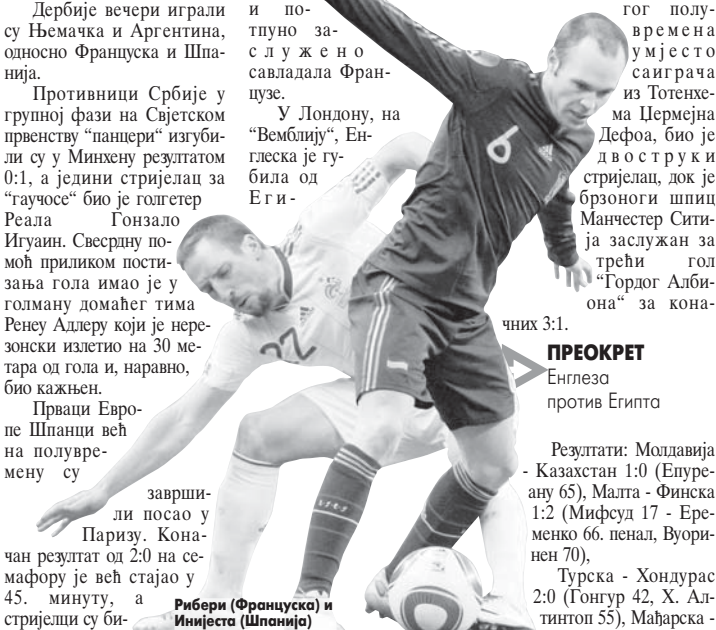 Дербије вечери играли
су Њемачка и Аргентина,
односно Француска и Шпа-
нија.
Противници Србије у
групној фази на Свјетском
првенству “панцери“ изгуби-
ли су у Минхену резултатом
0:1, а једини стријелац за
“гаучосе“ био је голгетер
Реала Гонзало
Игуаин. Свесрдну по-
моћ приликом пости-
зања гола имао је у
голману домаћег тима
Ренеу Адлеру који је нере-
зонски излетио на 30 ме-
тара од гола и, наравно,
био кажњен.
Прваци Евро-
пе Шпанци већ
на полувре-
мену су
заврши-
ли посао у
Паризу. Кона-
чан резултат од 2:0 на се-
мафору је већ стајао у
45. минуту, а
стријелци су би-
и по-
тпуно за-
служено
савладала Фран-
цузе.
У Лондону, на
“Вемблију“, Ен-
глеска је гу-
била од
Еги-
гог полу-
времена
умјесто
саиграча
из Тотенхе-
ма Џермејна
Дефоа, био је
двоструки
стријелац, док је
брзоноги шпиц
Манчестер Сити-
ја заслужан за
трећи гол
“Гордог Алби-
она“ за кона-
чних 3:1.
ПРЕОКРЕТ
Енглеза
против Египта
Резултати: Молдавија
- Казахстан 1:0 (Епуре-
ану 65), Малта - Финска
1:2 (Мифсуд 17 - Ере-
менко 66. пенал, Вуори-
нен 70),
Турска - Хондурас
2:0 (Гонгур 42, Х. Ал-
тинтоп 55), Мађарска -
Рибери (Француска) и
Инијеста (Шпанија)
6
22